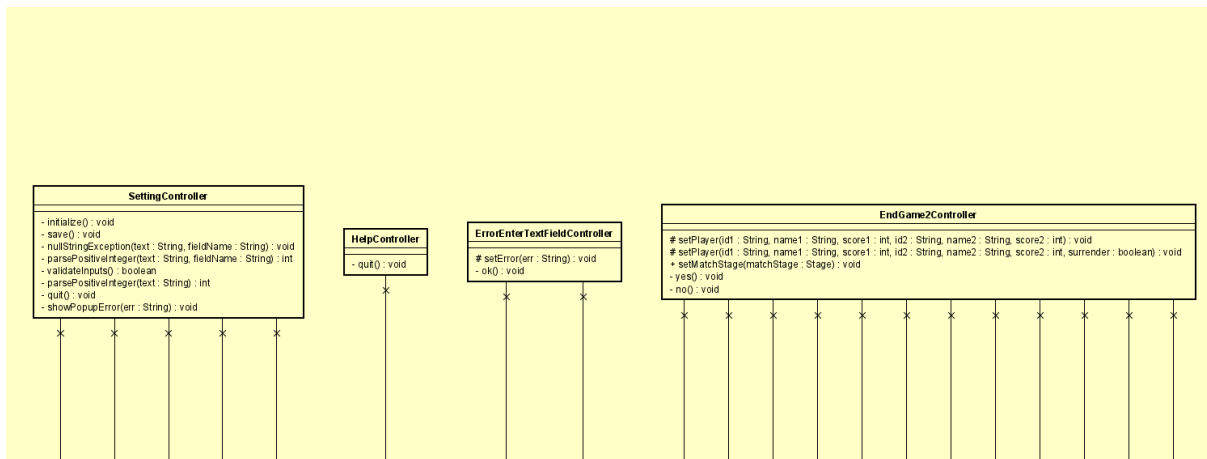 SettingController
- initialize() : void
- save() : void
- nullStringException(text : String, fieldName : String) : void
- parsePositiveInteger(text : String, fieldName : String) : int
- validateInputs() : boolean
- parsePositiveInteger(text : String) : int
- quit() : void
- showPopupError(err : String) : void
HelpController
- quit() : void
ErrorEnterTextFieldController
# setError(err : String) : void
- ok() : void
EndGame2Controller
# setPlayer(id1 : String, name1 : String, score1 : int, id2 : String, name2 : String, score2 : int) : void
# setPlayer(id1 : String, name1 : String, score1 : int, id2 : String, name2 : String, score2 : int, surrender : boolean) : void
+ setMatchStage(matchStage : Stage) : void
- yes() : void
- no() : void